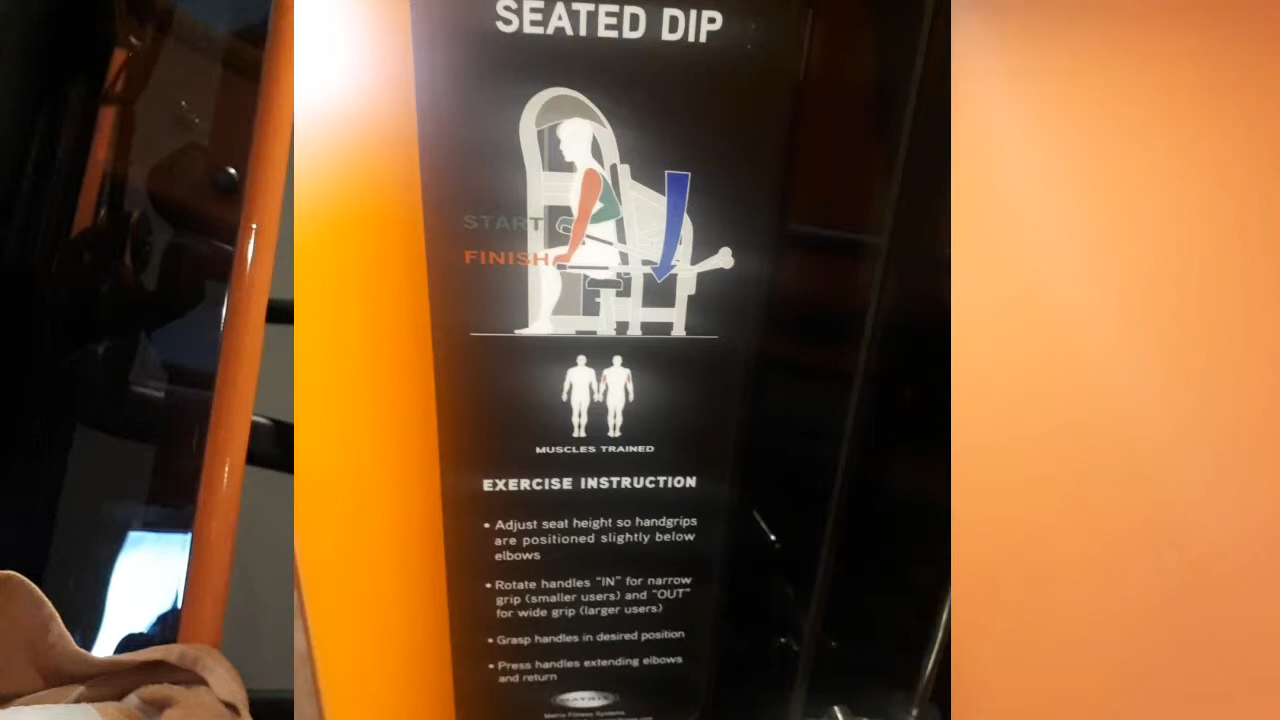 SEATED DIP
START
FINISH
MUSCLES TRAINED
EXERCISE INSTRUCTION
• Adjust seat height so handgrips
are positioned slightly below
elbows
• Rotate handles "IN" for narrow
grip (smaller users) and "OUT"
for wide grip (larger users)
• Grasp handles in desired position
• Press handles extending elbows
and return
MATRIX
Matrix Fitness Systems